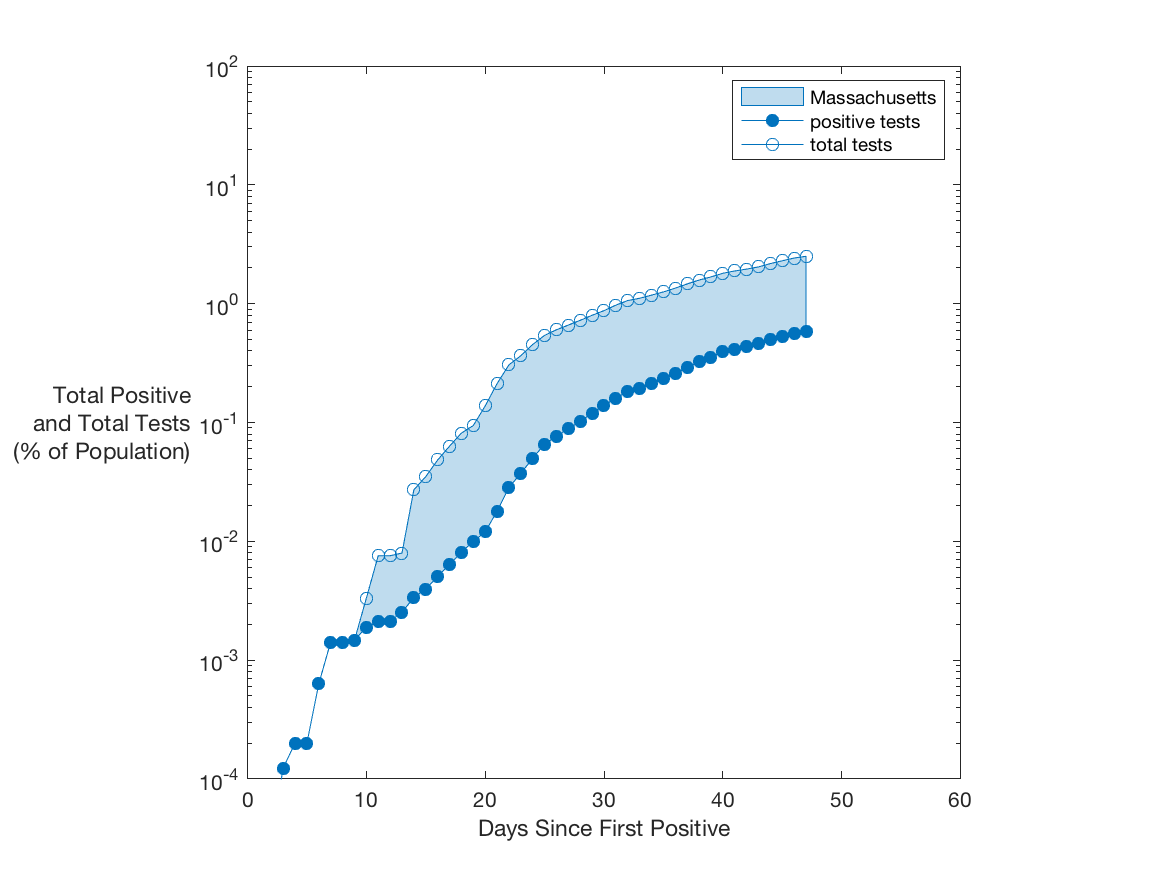 10^2
10^1
10^0
10^-1
10^-2
10^-3
10^-4
0 10 20 30 40 50 60
Days Since First Positive
Total Positive
and Total Tests
(% of Population)
Massachusetts
positive tests
total tests